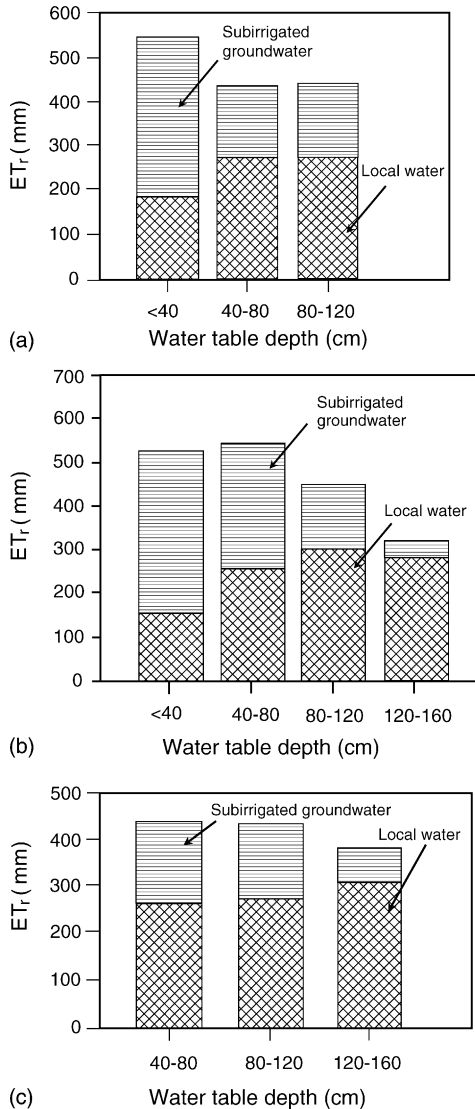 600
500
400
300
200
100
0
ETr ( mm)
Subirrigated
groundwater
Local water
<40
40-80
80-120
(a)
Water table depth (cm)
700
600
500
400
300
200
100
0
ETr ( mm)
Subirrigated
groundwater
Local water
<40
40-80
80-120
120-160
(b)
Water table depth (cm)
500
400
300
200
100
0
ETr ( mm)
Subirrigated groundwater
Local water
40-80
80-120
120-160
(c)
Water table depth (cm)